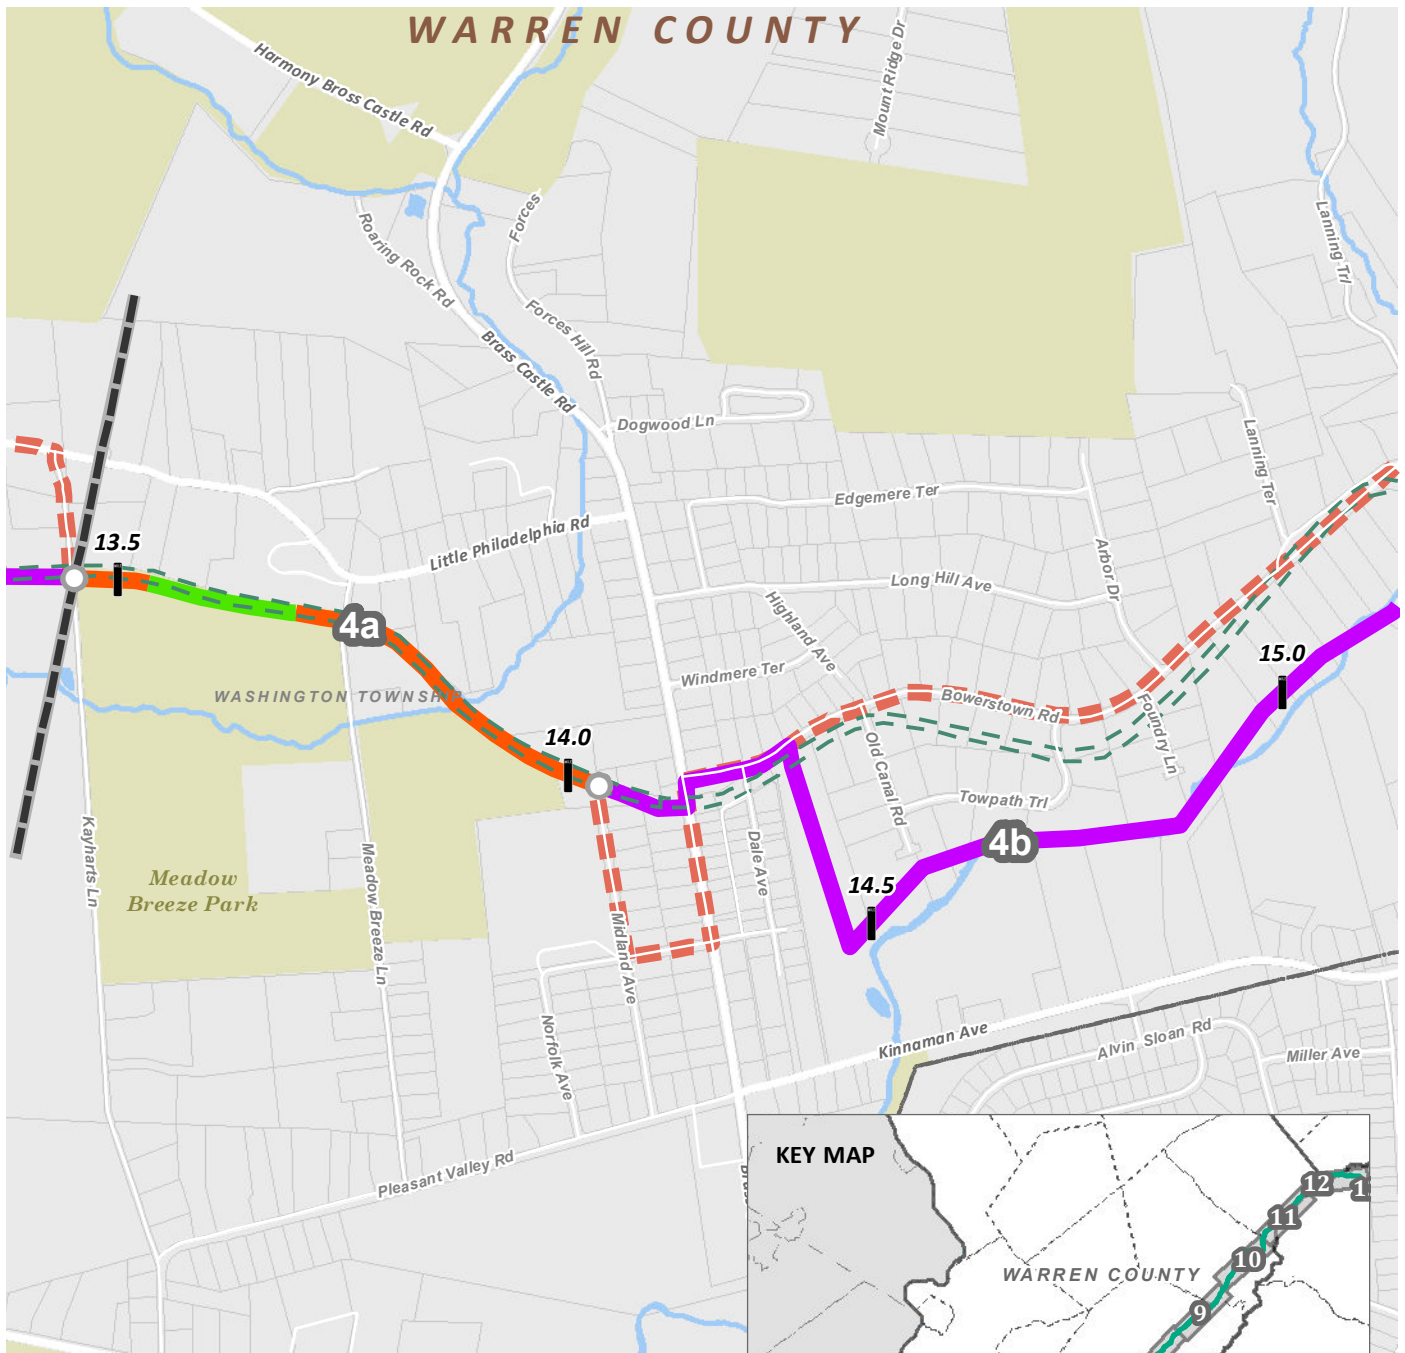 WARREN COUNTY
Harmony Bross Castle Rd
Mount Ridge Dr
Forces
Roaring Rock Rd
Lanning Trl
Forces Hill Rd
Brass Castle Rd
Dogwood Ln
Lanning Ter
Edgemere Ter
Little Philadelphia Rd
13.5
Arbor Dr
Long Hill Ave
Highland Ave
4a
15.0
Windmere Ter
WASHINGTON TOWNSHIP
Bowerstown Rd
Foundry Ln
14.0
Old Canal Rd
Towpath Trl
4b
Kayharts Ln
Meadow Breeze Ln
Dale Ave
Meadow
Breeze Park
14.5
Midland Ave
Norfolk Ave
Kinnaman Ave
Alvin Sloan Rd
Miller Ave
Pleasant Valley Rd
KEY MAP
12
11
10
WARREN COUNTY
9